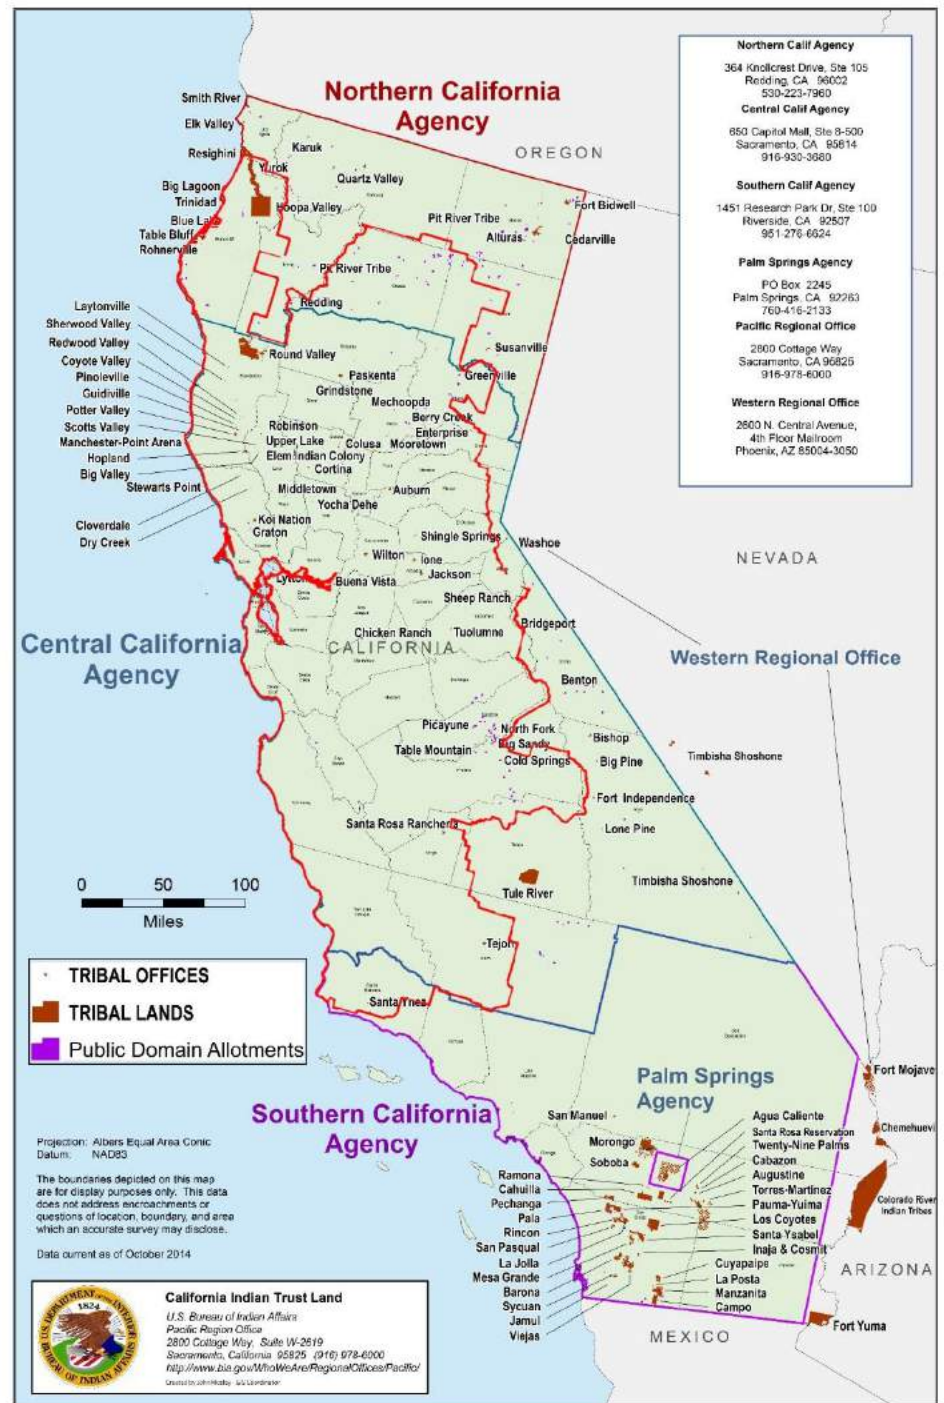 Northern California
Agency
Northern Calif Agency
364 Knollcrest Drive, Ste 105
Redding, CA 96002
530-223-7960
Central Calif Agency
650 Capitol Mall, Ste 8-500
Sacramento, CA 95814
916-930-3680
Southern Calif Agency
1451 Research Park Dr, Ste 100
Riverside, CA 92507
951-276-6624
Palm Springs Agency
PO Box 2245
Palm Springs, CA 92263
760-416-2133
Pacific Regional Office
2800 Cottage Way
Sacramento, CA 95825
916-978-6000
Western Regional Office
2600 N. Central Avenue,
4th Floor Mailroom
Phoenix, AZ 85004-3050
OREGON
Smith River
Elk Valley
Resighini
Karuk
Yurok
Quartz Valley
Big Lagoon
Trinidad
Hoopa Valley
Blue Lake
Table Bluff
Rohnerville
Pit River Tribe
Fort Bidwell
Alturas
Cedarville
Pit River Tribe
Redding
Laytonville
Sherwood Valley
Redwood Valley
Coyote Valley
Pinoleville
Guidiville
Potter Valley
Scotts Valley
Manchester-Point Arena
Hopland
Big Valley
Stewarts Point
Cloverdale
Dry Creek
Round Valley
Susanville
Paskenta
Greenville
Grindstone
Mechoopda
Berry Creek
Robinson
Enterprise
Upper Lake
Colusa
Mooretown
Elem Indian Colony
Cortina
Middletown
Auburn
Yocha Dehe
Koi Nation
Graton
Shingle Springs
Washoe
Wilton
Ione
Lytton
Buena Vista
Jackson
Sheep Ranch
Bridgeport
Chicken Ranch
Tuolumne
CALIFORNIA
NEVADA
Central California
Agency
Western Regional Office
Benton
Picayune
North Fork
Big Sandy
Bishop
Table Mountain
Cold Springs
Big Pine
Timbisha Shoshone
Fort Independence
Santa Rosa Rancheria
Lone Pine
Tule River
Timbisha Shoshone
Tejon
Santa Ynez
0 50 100
Miles
TRIBAL OFFICES
TRIBAL LANDS
Public Domain Allotments
Southern California
Agency
Palm Springs
Agency
San Manuel
Morongo
Soboba
Ramona
Cahuilla
Pechanga
Pala
Rincon
San Pasqual
La Jolla
Mesa Grande
Barona
Sycuan
Jamul
Viejas
Agua Caliente
Santa Rosa Reservation
Twenty-Nine Palms
Cabazon
Augustine
Torres-Martinez
Pauma-Yuima
Los Coyotes
Santa Ysabel
Inaja & Cosmit
Cuyapaipe
La Posta
Manzanita
Campo
Fort Mojave
Chemehuevi
Colorado River
Indian Tribes
ARIZONA
Fort Yuma
MEXICO
Projection: Albers Equal Area Conic
Datum: NAD83
The boundaries depicted on this map
are for display purposes only. This data
does not address encroachments or
questions of location, boundary, and area
which an accurate survey may disclose.
Data current as of October 2014
U.S. DEPARTMENT OF THE INTERIOR
1824
BUREAU OF INDIAN AFFAIRS
California Indian Trust Land
U.S. Bureau of Indian Affairs
Pacific Region Office
2800 Cottage Way, Suite W-2819
Sacramento, California 95825 (916) 978-6000
http://www.bia.gov/WhoWeAre/RegionalOffices/Pacific/